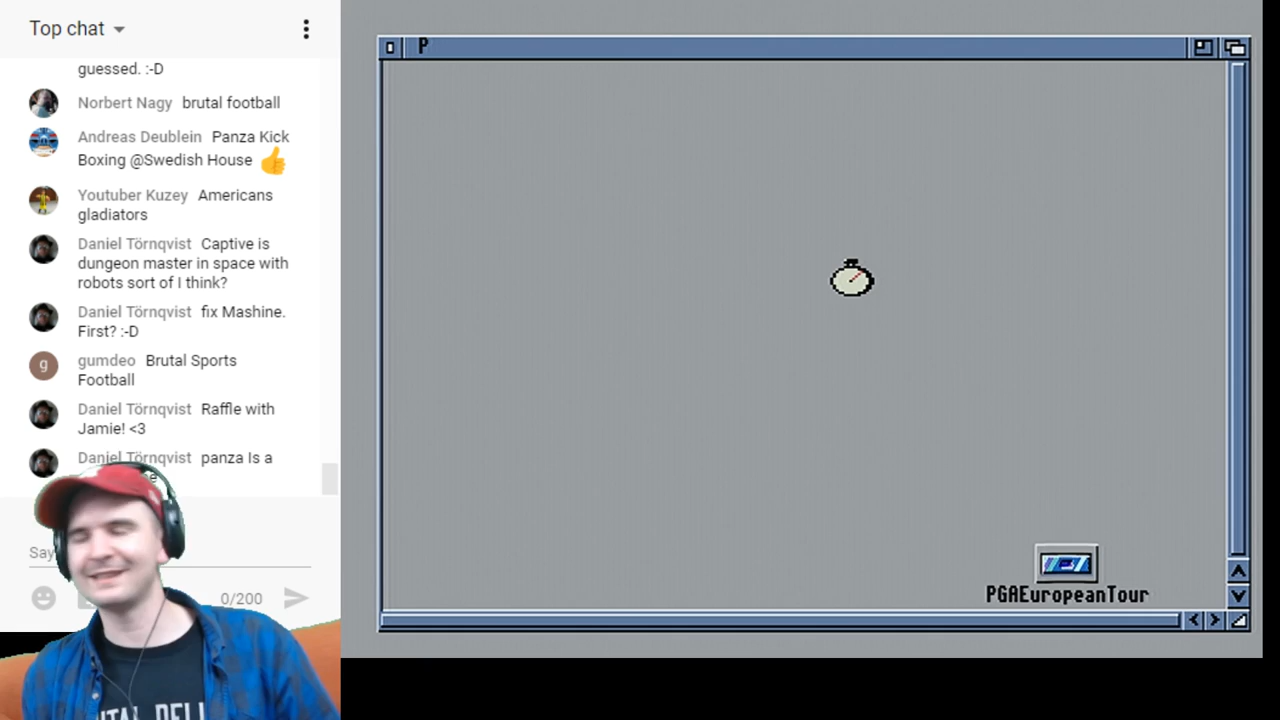 Top chat
guessed. :-D
Norbert Nagy brutal football
Andreas Deublein Panza Kick
Boxing @Swedish House
Youtuber Kuzey Americans
gladiators
Daniel Törnqvist Captive is
dungeon master in space with
robots sort of I think?
Daniel Törnqvist fix Mashine.
First? :-D
gumdeo Brutal Sports
Football
g
Daniel Törnqvist Raffle with
Jamie! <3
Daniel Törnqvist panza Is a
Say
0/200
P
PGAEuropeanTour